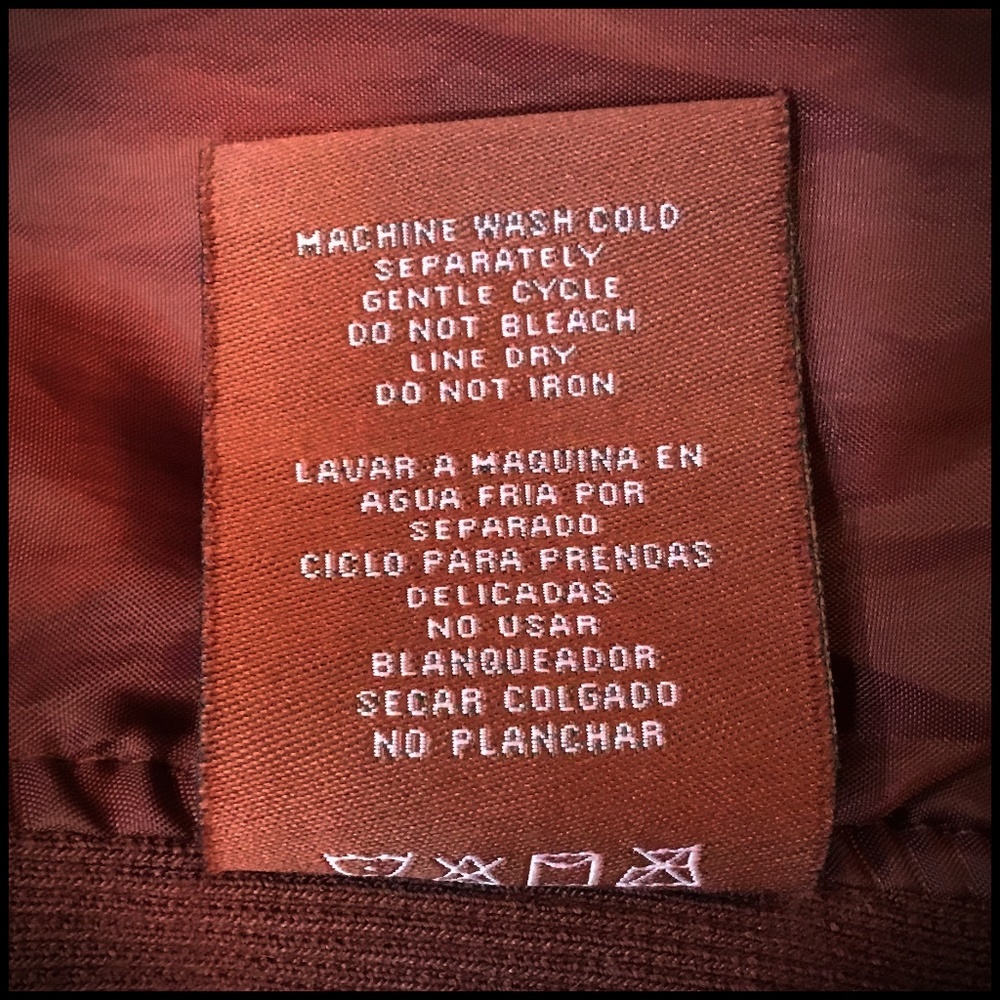 MACHINE WASH COLD
SEPARATELY
GENTLE CYCLE
DO NOT BLEACH
LINE DRY
DO NOT IRON
LAVAR A MAQUINA EN
AGUA FRIA POR
SEPARADO
CICLO PARA PRENDAS
DELICADAS
NO USAR
BLANQUEADOR
SECAR COLGADO
NO PLANCHAR